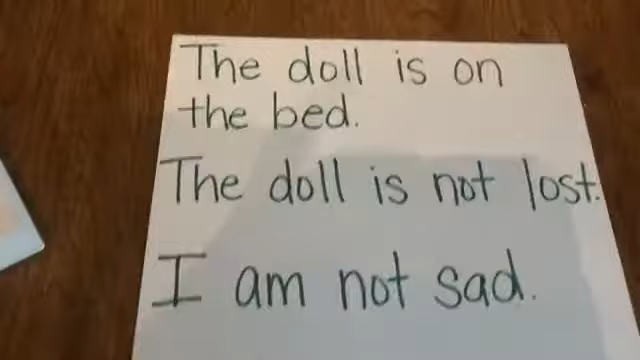 The doll is on
the bed.
The doll is not lost.
I am not sad.